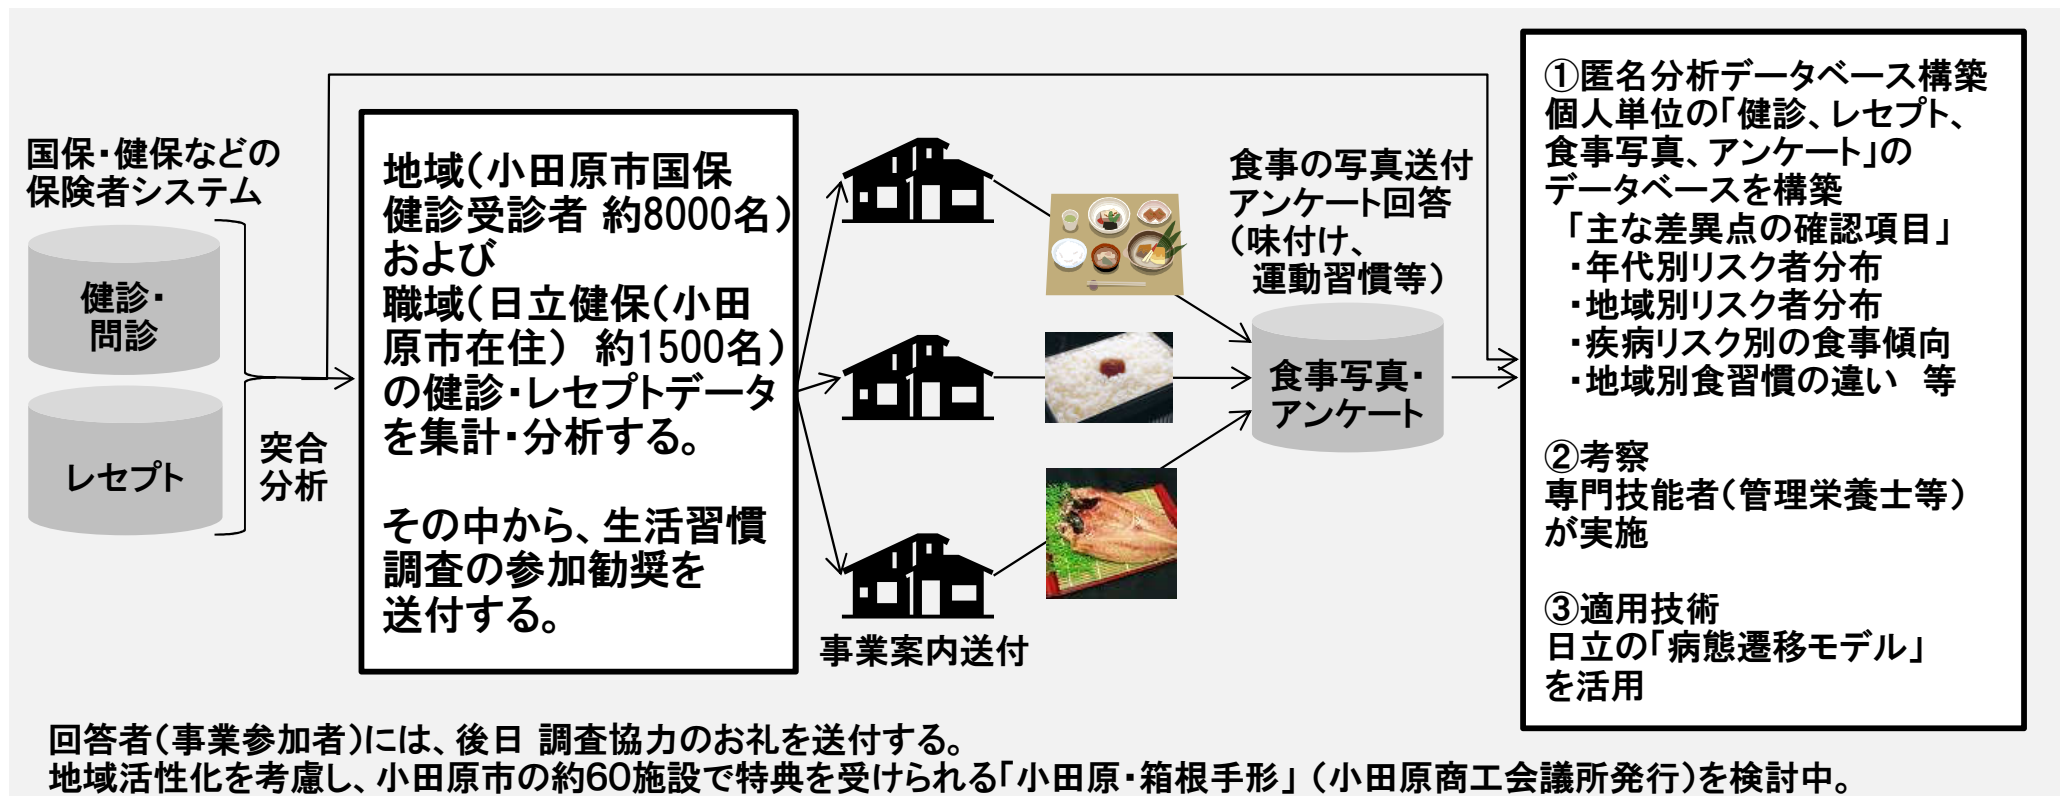 国保・健保などの
保険者システム
健診・
問診
レセプト
突合
分析
地域(小田原市国保
健診受診者 約8000名)
および
職域(日立健保(小田
原市在住) 約1500名)
の健診・レセプトデータ
を集計・分析する。
その中から、生活習慣
調査の参加勧奨を
送付する。
事業案内送付
食事の写真送付
アンケート回答
(味付け、
運動習慣等)
食事写真・
アンケート
①匿名分析データベース構築
個人単位の「健診、レセプト、
食事写真、アンケート」の
データベースを構築
「主な差異点の確認項目」
・年代別リスク者分布
・地域別リスク者分布
・疾病リスク別の食事傾向
・地域別食習慣の違い 等
②考察
専門技能者(管理栄養士等)
が実施
③適用技術
日立の「病態遷移モデル」
を活用
回答者(事業参加者)には、後日 調査協力のお礼を送付する。
地域活性化を考慮し、小田原市の約60施設で特典を受けられる「小田原・箱根手形」(小田原商工会議所発行)を検討中。